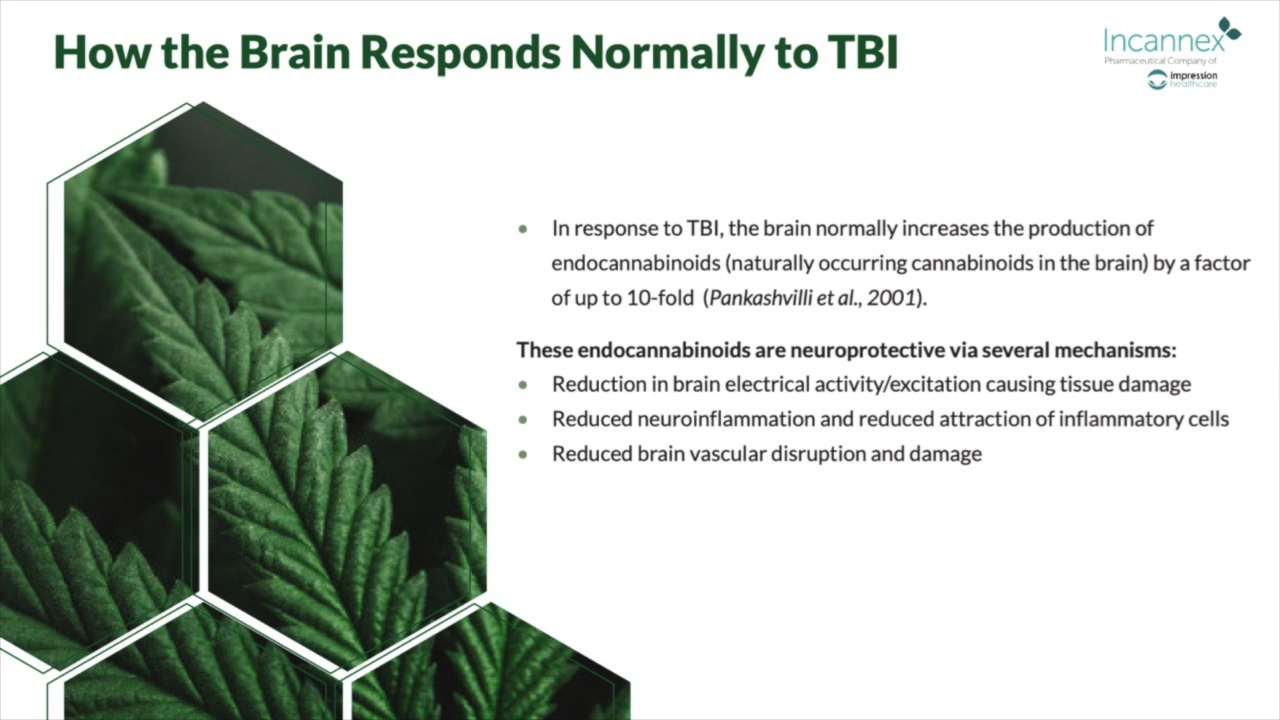 How the Brain Responds Normally to TBI
Incannex
Pharmaceutical Company of
impression
healthcare
• In response to TBI, the brain normally increases the production of
endocannabinoids (naturally occurring cannabinoids in the brain) by a factor
of up to 10-fold (Pankashvilli et al., 2001).
These endocannabinoids are neuroprotective via several mechanisms:
• Reduction in brain electrical activity/excitation causing tissue damage
• Reduced neuroinflammation and reduced attraction of inflammatory cells
• Reduced brain vascular disruption and damage